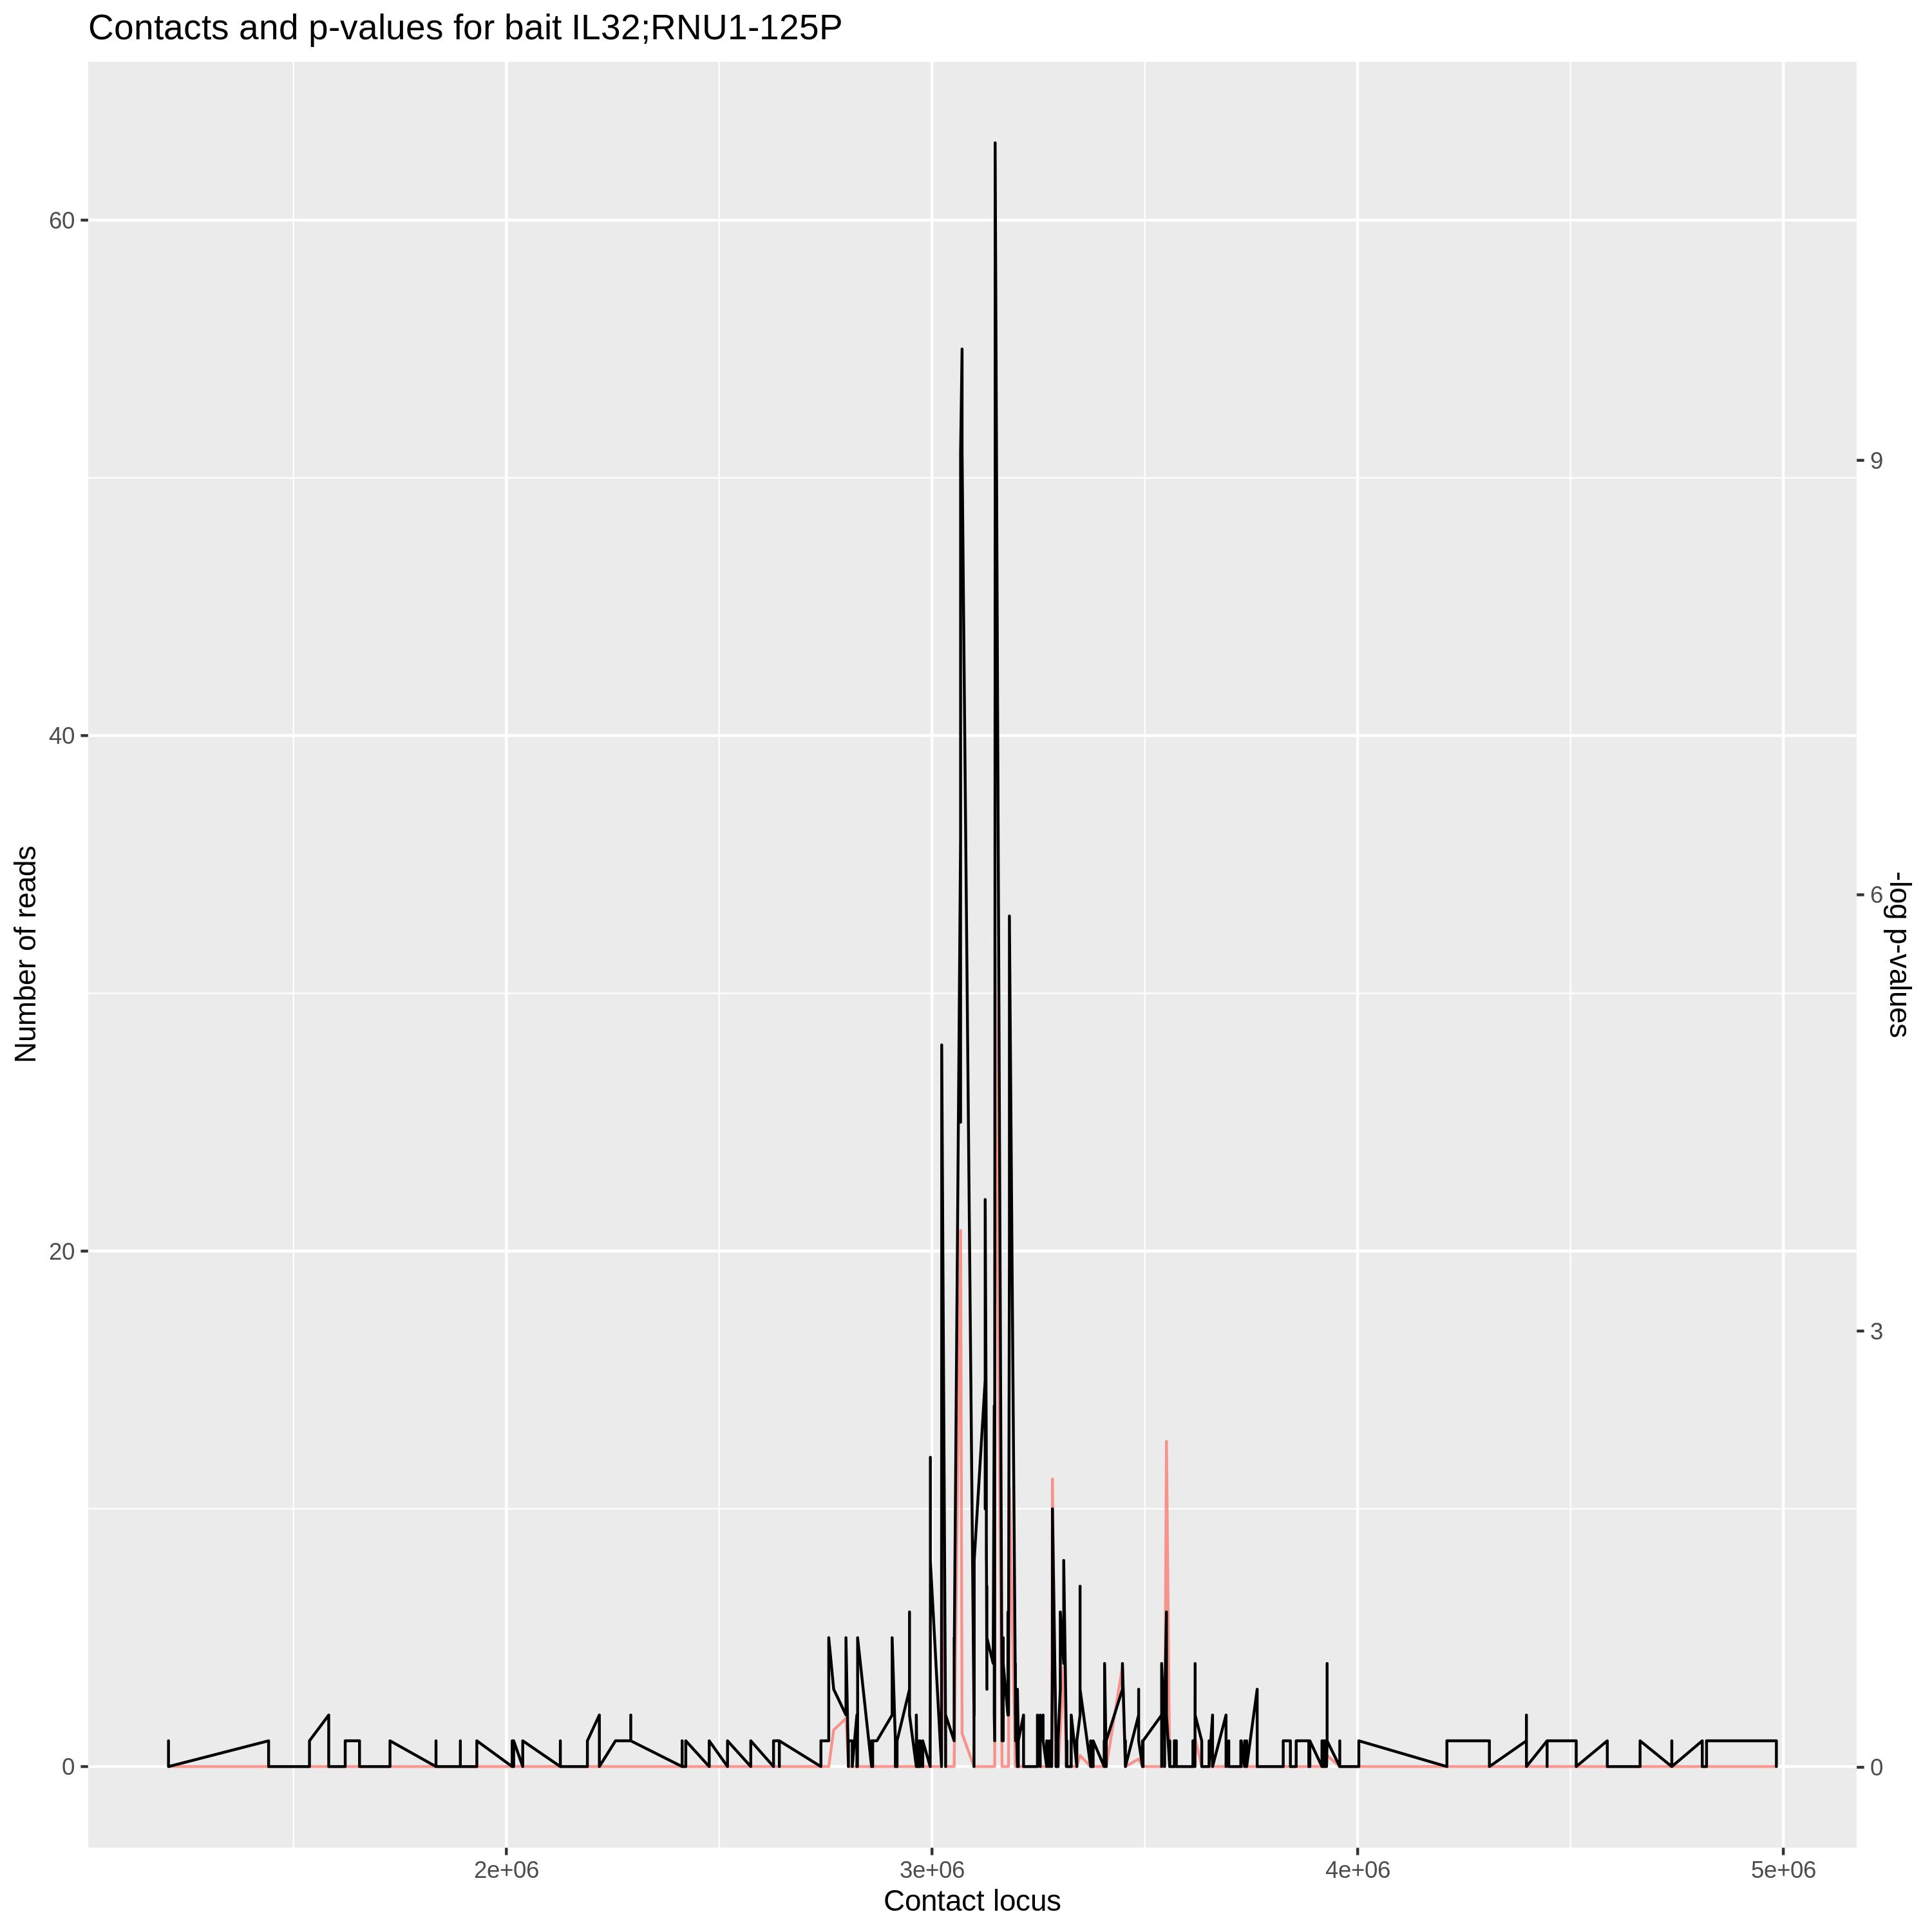 Contacts and p-values for bait IL32;RNU1-125P
60
40
20
0
Number of reads
9
6
3
0
-log p-values
2e+06
3e+06
4e+06
5e+06
Contact locus